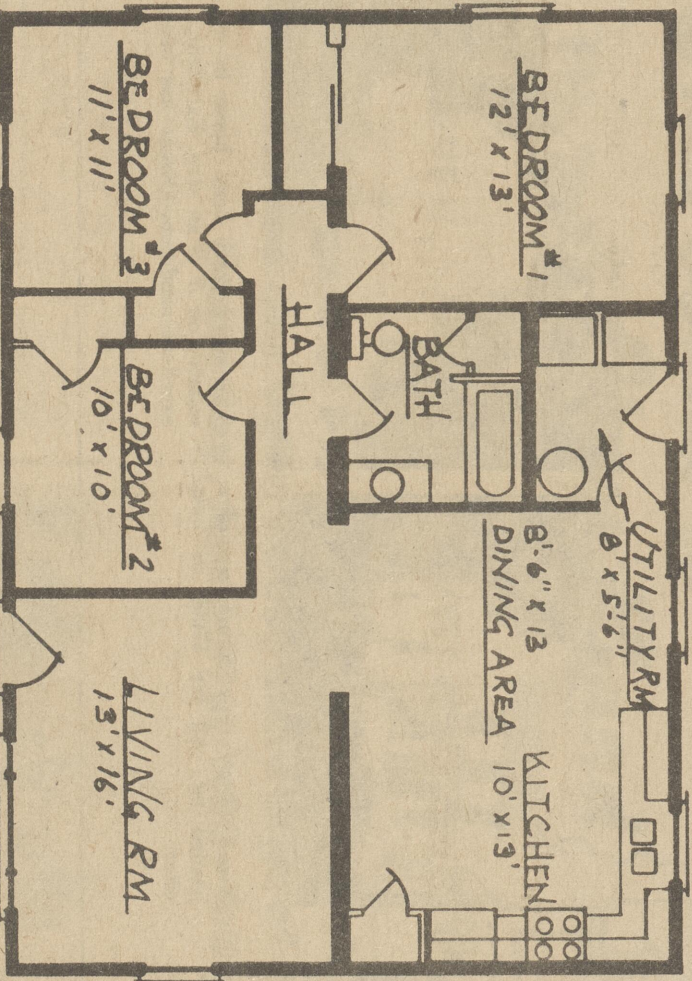 BEDROOM #1
12' X 13'
BEDROOM #3
11' X 11'
HALL
BATH
BEDROOM #2
10' X 10'
UTILITY RM
8' X 5'-6"
8'-6" X 13
DINING AREA
KITCHEN
10' X 13'
LIVING RM
13' X 16'